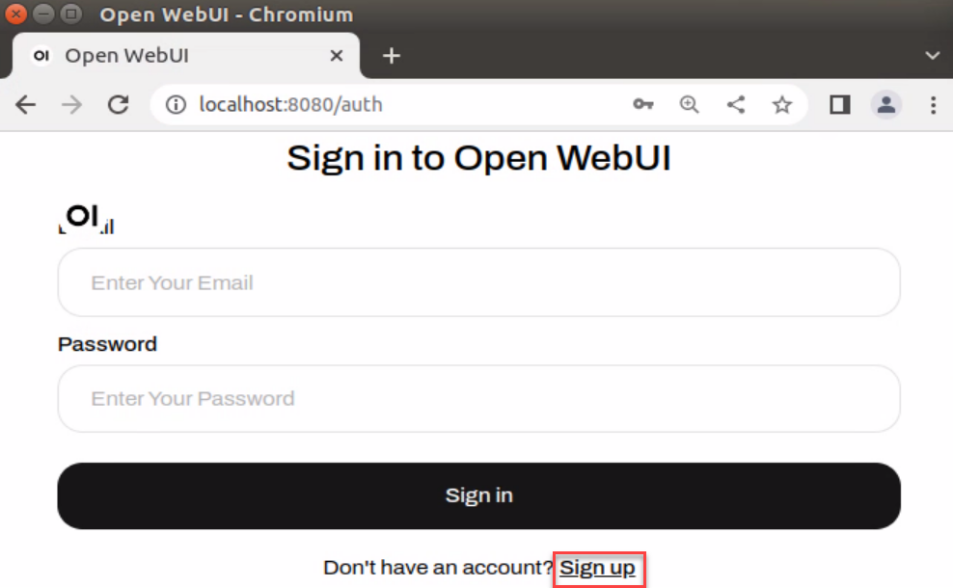 Open WebUI - Chromium
OI Open WebUI
localhost:8080/auth
Sign in to Open WebUI
OI
Enter Your Email
Password
Enter Your Password
Sign in
Don't have an account? Sign up